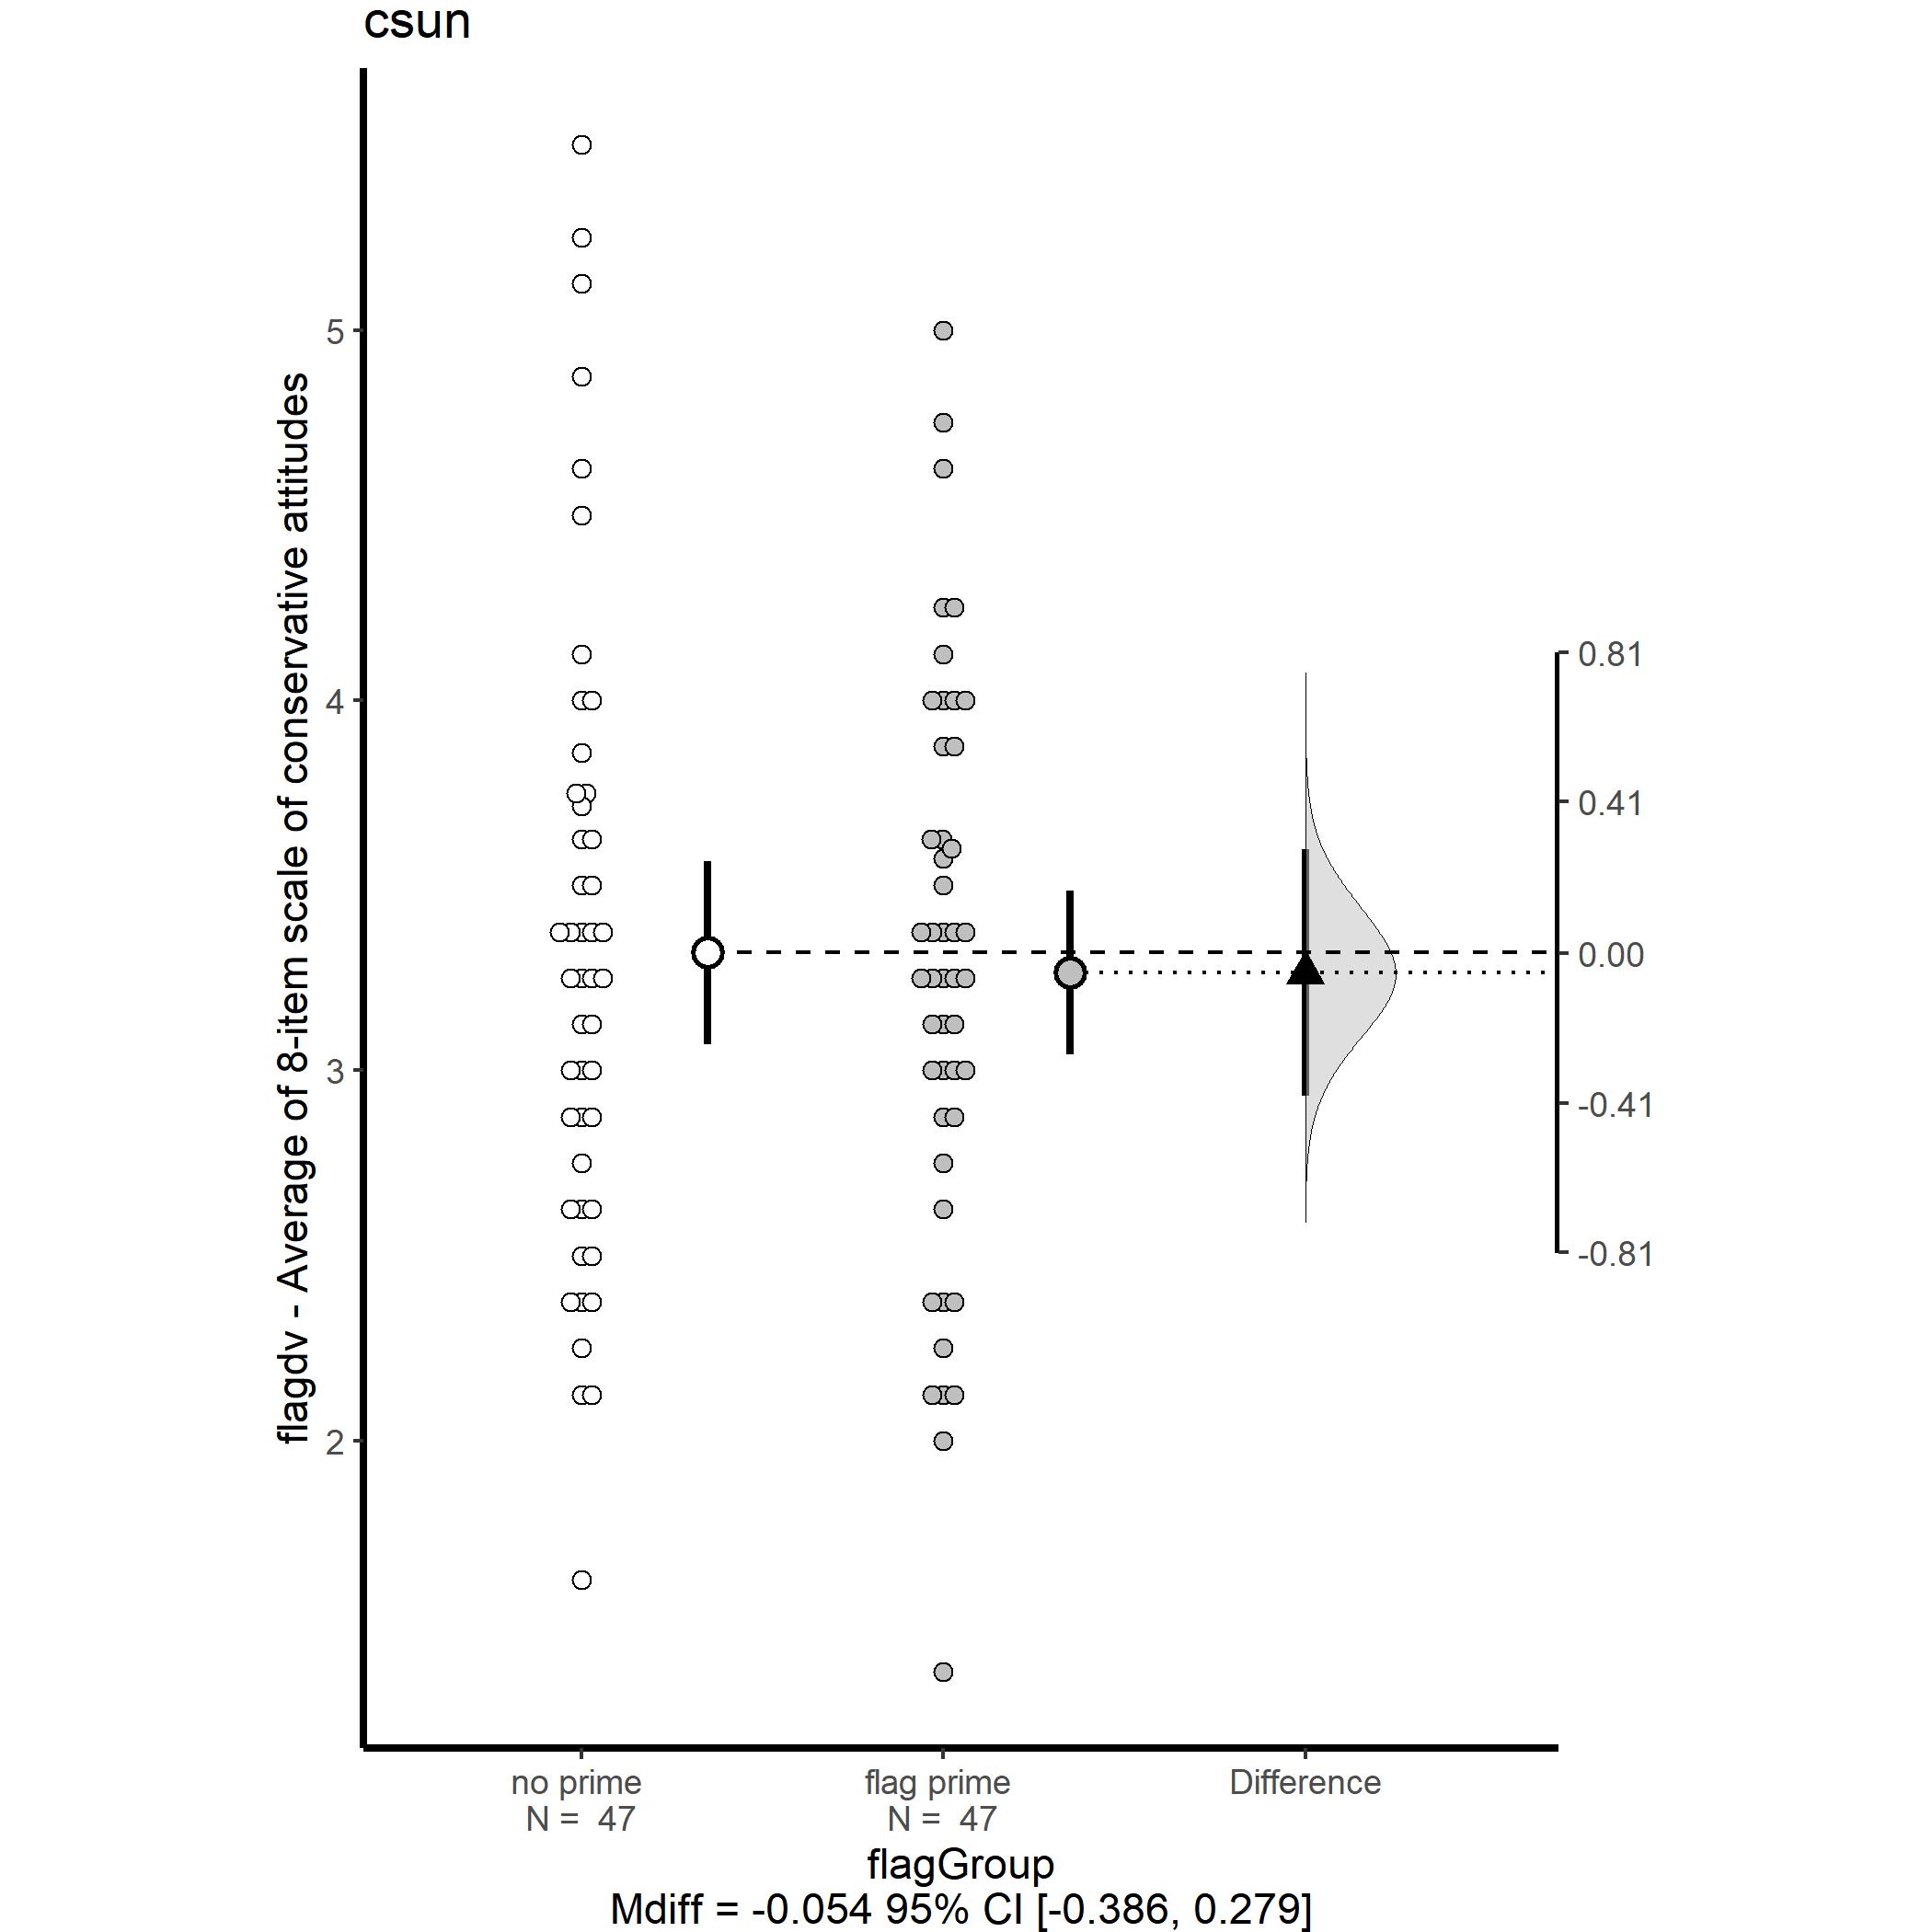 csun
flagdv - Average of 8-item scale of conservative attitudes
5
4
3
2
0.81
0.41
0.00
-0.41
-0.81
no prime
N =  47
flag prime
N =  47
Difference
flagGroup
Mdiff = -0.054 95% CI [-0.386, 0.279]